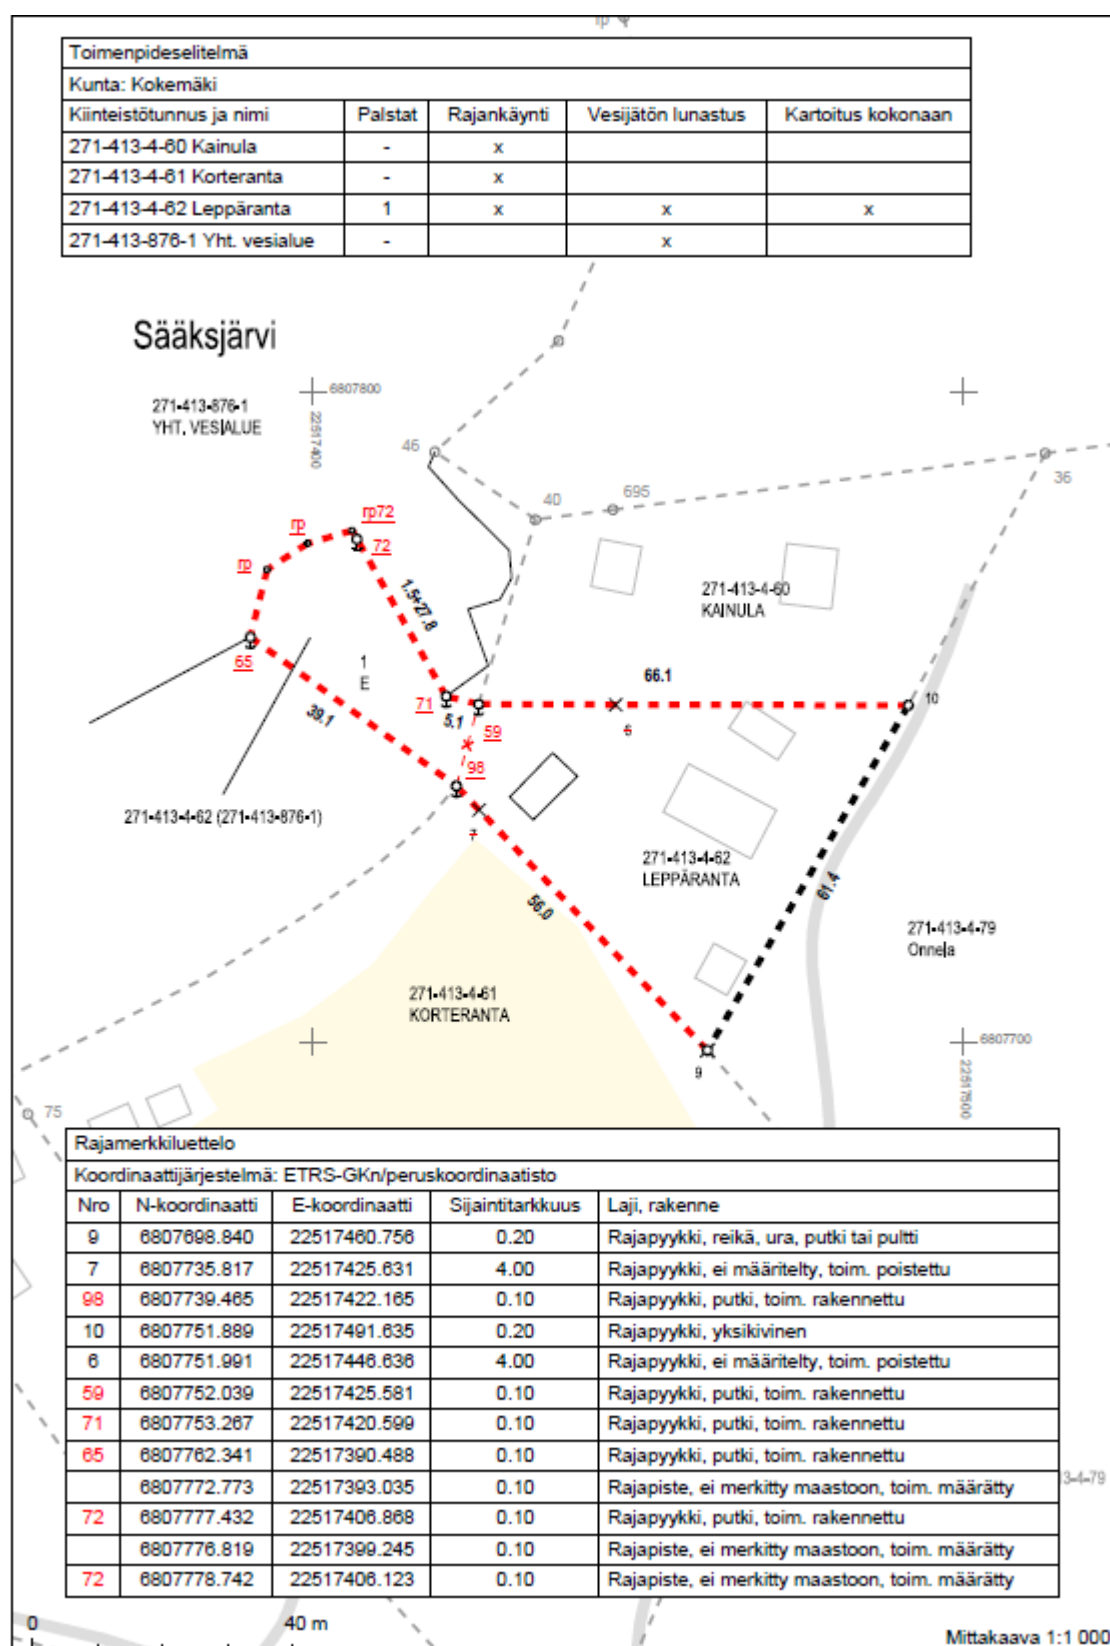 rp
Toimenpideselitelmä
Kunta: Kokemäki
Kiinteistötunnus ja nimi Palstat Rajankäynti Vesijätön lunastus Kartoitus kokonaan
271-413-4-60 Kainula - x
271-413-4-61 Korteranta - x
271-413-4-62 Leppäranta 1 x x x
271-413-876-1 Yht. vesialue - x
Sääksjärvi
6807800
22517400
271-413-876-1
YHT. VESIALUE
46
40
695
36
rp72
rp
72
rp
271-413-4-60
KAINULA
1.5+27.8
65
1
E
66.1
71
5.1
59
6
10
39.1
98
271-413-4-62 (271-413-876-1)
7
271-413-4-62
LEPPÄRANTA
61.4
56.0
271-413-4-79
Onnela
271-413-4-61
KORTERANTA
6807700
22517500
9
75
Rajamerkkiluettelo
Koordinaattijärjestelmä: ETRS-GKn/peruskoordinaatisto
Nro N-koordinaatti E-koordinaatti Sijaintitarkkuus Laji, rakenne
9 6807698.840 22517460.756 0.20 Rajapyykki, reikä, ura, putki tai pultti
7 6807735.817 22517425.631 4.00 Rajapyykki, ei määritelty, toim. poistettu
98 6807739.465 22517422.165 0.10 Rajapyykki, putki, toim. rakennettu
10 6807751.889 22517491.635 0.20 Rajapyykki, yksikivinen
6 6807751.991 22517446.636 4.00 Rajapyykki, ei määritelty, toim. poistettu
59 6807752.039 22517425.581 0.10 Rajapyykki, putki, toim. rakennettu
71 6807753.267 22517420.599 0.10 Rajapyykki, putki, toim. rakennettu
65 6807762.341 22517390.488 0.10 Rajapyykki, putki, toim. rakennettu
6807772.773 22517393.035 0.10 Rajapiste, ei merkitty maastoon, toim. määrätty
72 6807777.432 22517406.868 0.10 Rajapyykki, putki, toim. rakennettu
6807776.819 22517399.245 0.10 Rajapiste, ei merkitty maastoon, toim. määrätty
72 6807778.742 22517406.123 0.10 Rajapiste, ei merkitty maastoon, toim. määrätty
3-4-79
0 40 m
Mittakaava 1:1 000